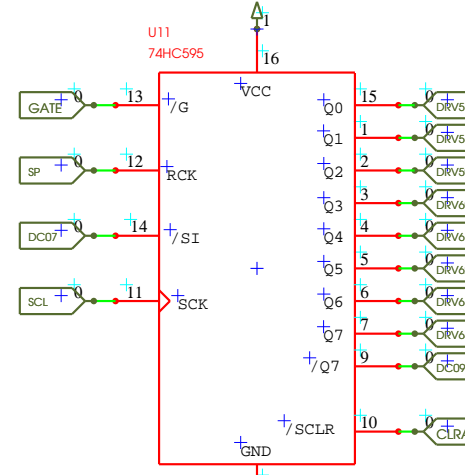 1
U11
74HC595
16
VCC
GATE 0 13 /G
Q0 15 0 DRV5
Q1 1 0 DRV5
SP 0 12 RCK
Q2 2 0 DRV5
Q3 3 0 DRV6
DC07 0 14 /SI
Q4 4 0 DRV6
Q5 5 0 DRV6
SCL 0 11 SCK
Q6 6 0 DRV6
Q7 7 0 DRV6
/Q7 9 0 DC09
/SCLR 10 0 CLRA
GND